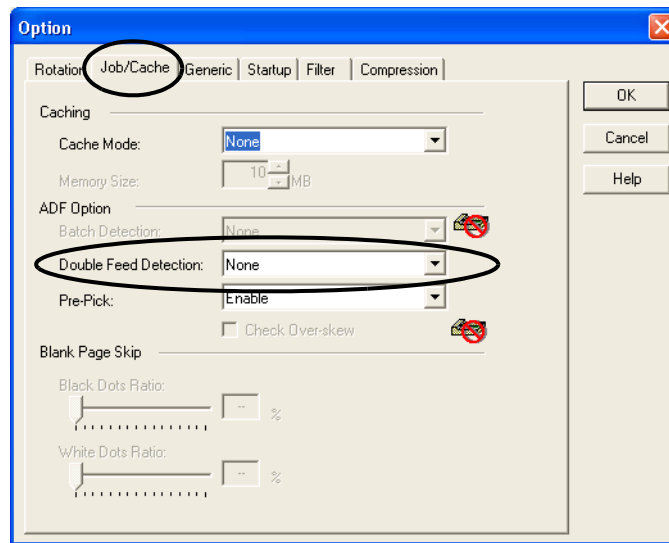 Option
Rotation Job/Cache Generic Startup Filter Compression
OK
Cancel
Help
Caching
Cache Mode: None
Memory Size: 10 MB
ADF Option
Batch Detection: None
Double Feed Detection: None
Pre-Pick: Enable
Check Over-skew
Blank Page Skip
Black Dots Ratio:
-- %
White Dots Ratio:
-- %